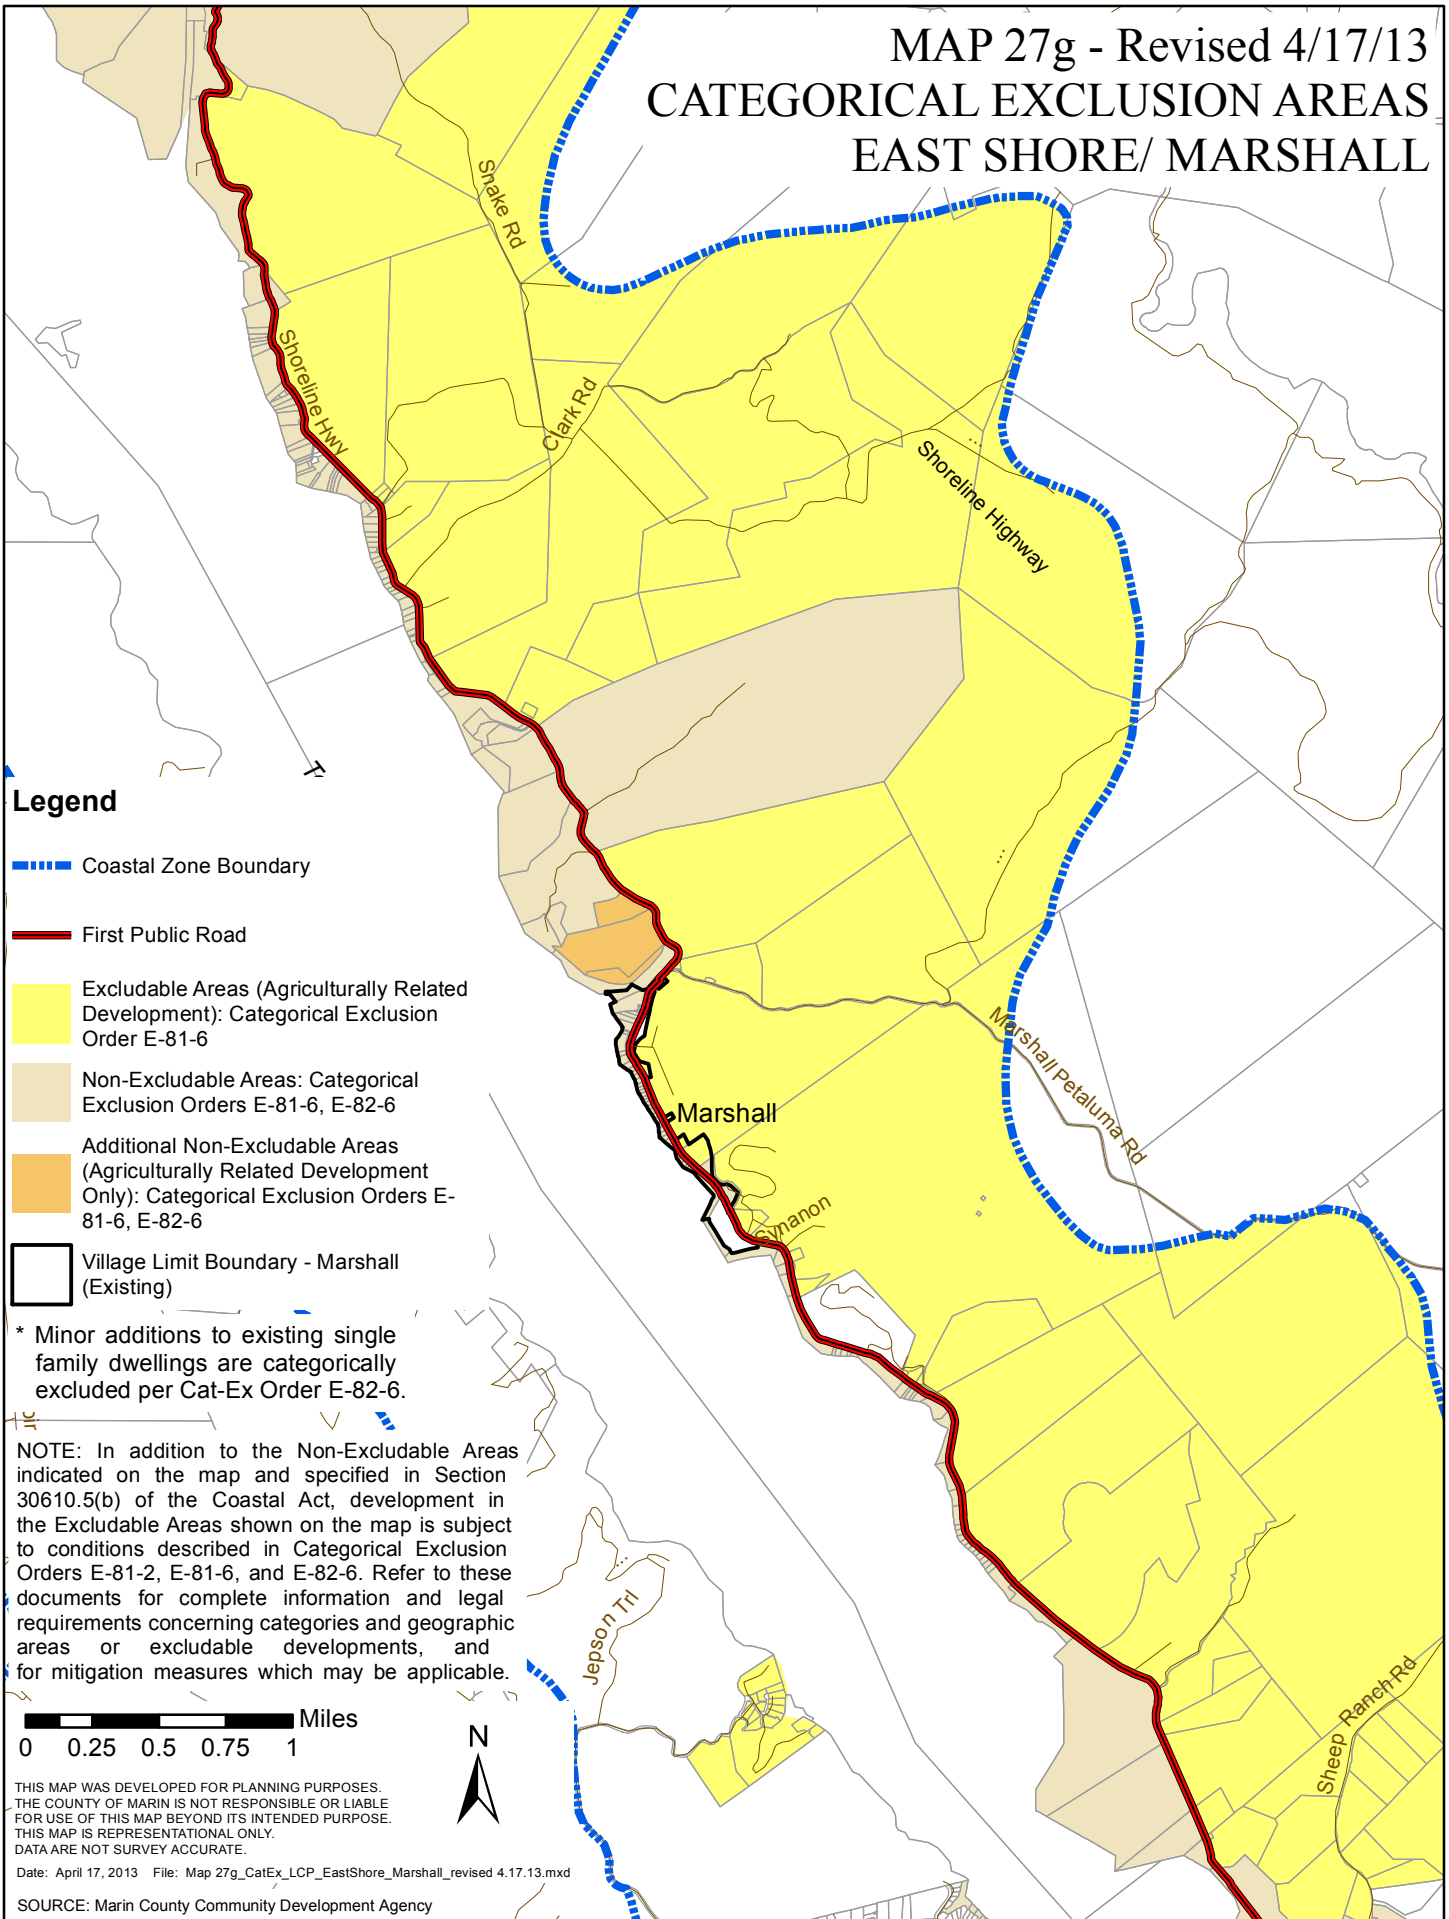 MAP 27g - Revised 4/17/13
CATEGORICAL EXCLUSION AREAS
EAST SHORE/ MARSHALL
Snake Rd
Shoreline Hwy
Clark Rd
Shoreline Highway
Legend
Coastal Zone Boundary
First Public Road
Excludable Areas (Agriculturally Related
Development): Categorical Exclusion
Order E-81-6
Non-Excludable Areas: Categorical
Exclusion Orders E-81-6, E-82-6
Additional Non-Excludable Areas
(Agriculturally Related Development
Only): Categorical Exclusion Orders E-
81-6, E-82-6
Village Limit Boundary - Marshall
(Existing)
Marshall Petaluma Rd
Marshall
Synanon
* Minor additions to existing single
family dwellings are categorically
excluded per Cat-Ex Order E-82-6.
NOTE: In addition to the Non-Excludable Areas
indicated on the map and specified in Section
30610.5(b) of the Coastal Act, development in
the Excludable Areas shown on the map is subject
to conditions described in Categorical Exclusion
Orders E-81-2, E-81-6, and E-82-6. Refer to these
documents for complete information and legal
requirements concerning categories and geographic
areas or excludable developments, and
for mitigation measures which may be applicable.
Jepson Trl
Sheep Ranch Rd
Miles
0 0.25 0.5 0.75 1
N
THIS MAP WAS DEVELOPED FOR PLANNING PURPOSES.
THE COUNTY OF MARIN IS NOT RESPONSIBLE OR LIABLE
FOR USE OF THIS MAP BEYOND ITS INTENDED PURPOSE.
THIS MAP IS REPRESENTATIONAL ONLY.
DATA ARE NOT SURVEY ACCURATE.
Date: April 17, 2013 File: Map 27g_CatEx_LCP_EastShore_Marshall_revised 4.17.13.mxd
SOURCE: Marin County Community Development Agency